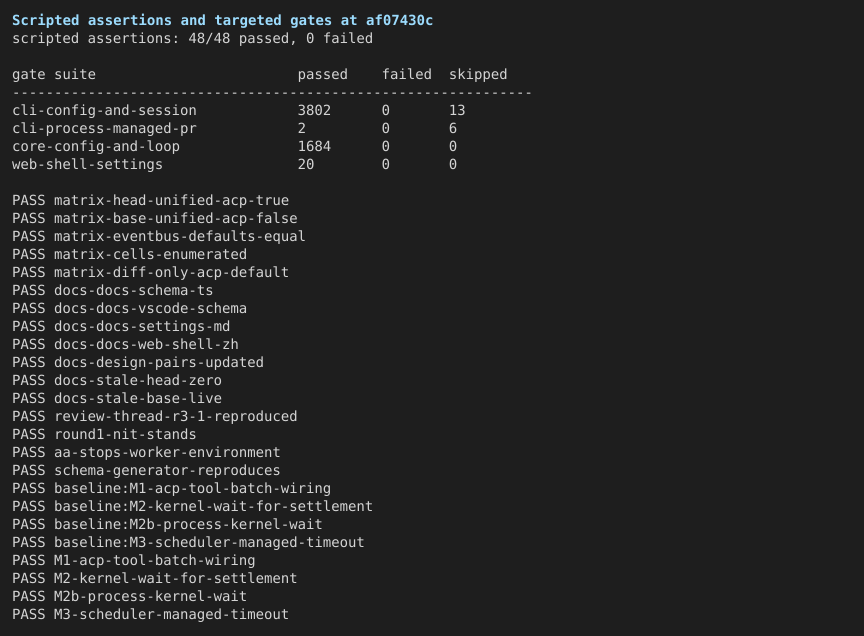 Scripted assertions and targeted gates at af07430c
scripted assertions: 48/48 passed, 0 failed
gate suite passed failed skipped
--------------------------------------------------------------
cli-config-and-session 3802 0 13
cli-process-managed-pr 2 0 6
core-config-and-loop 1684 0 0
web-shell-settings 20 0 0
PASS matrix-head-unified-acp-true
PASS matrix-base-unified-acp-false
PASS matrix-eventbus-defaults-equal
PASS matrix-cells-enumerated
PASS matrix-diff-only-acp-default
PASS docs-docs-schema-ts
PASS docs-docs-vscode-schema
PASS docs-docs-settings-md
PASS docs-docs-web-shell-zh
PASS docs-design-pairs-updated
PASS docs-stale-head-zero
PASS docs-stale-base-live
PASS review-thread-r3-1-reproduced
PASS round1-nit-stands
PASS aa-stops-worker-environment
PASS schema-generator-reproduces
PASS baseline:M1-acp-tool-batch-wiring
PASS baseline:M2-kernel-wait-for-settlement
PASS baseline:M2b-process-kernel-wait
PASS baseline:M3-scheduler-managed-timeout
PASS M1-acp-tool-batch-wiring
PASS M2-kernel-wait-for-settlement
PASS M2b-process-kernel-wait
PASS M3-scheduler-managed-timeout